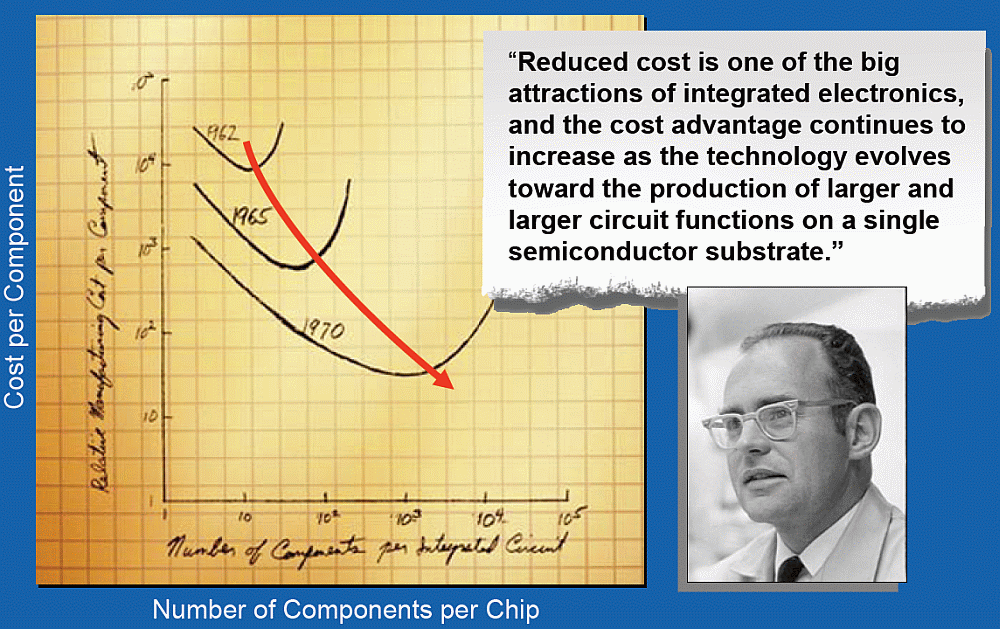 “Reduced cost is one of the big
attractions of integrated electronics,
and the cost advantage continues to
increase as the technology evolves
toward the production of larger and
larger circuit functions on a single
semiconductor substrate.”
Cost per Component
Relative Manufacturing Cost per Component
10⁵
10⁴
10³
10²
10
1
1962
1965
1970
1
10
10²
10³
10⁴
10⁵
Number of Components per Integrated Circuit
Number of Components per Chip